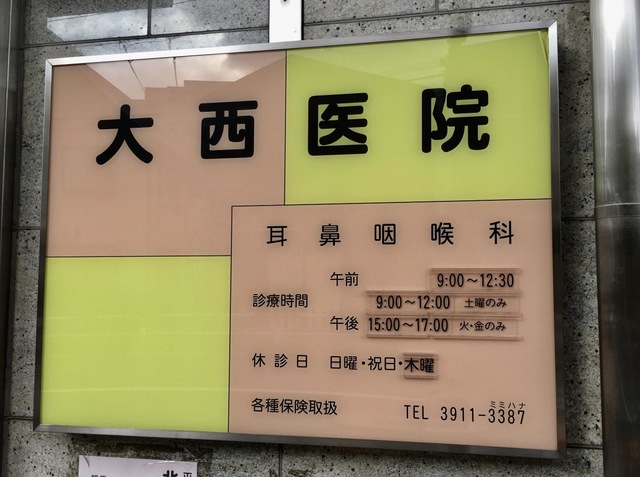 大西医院
耳鼻咽喉科
診療時間 午前 9:00～12:30
9:00～12:00 土曜のみ
午後 15:00～17:00 火・金のみ
休診日 日曜・祝日・木曜
各種保険取扱 TEL 3911-3387
ミミハナ